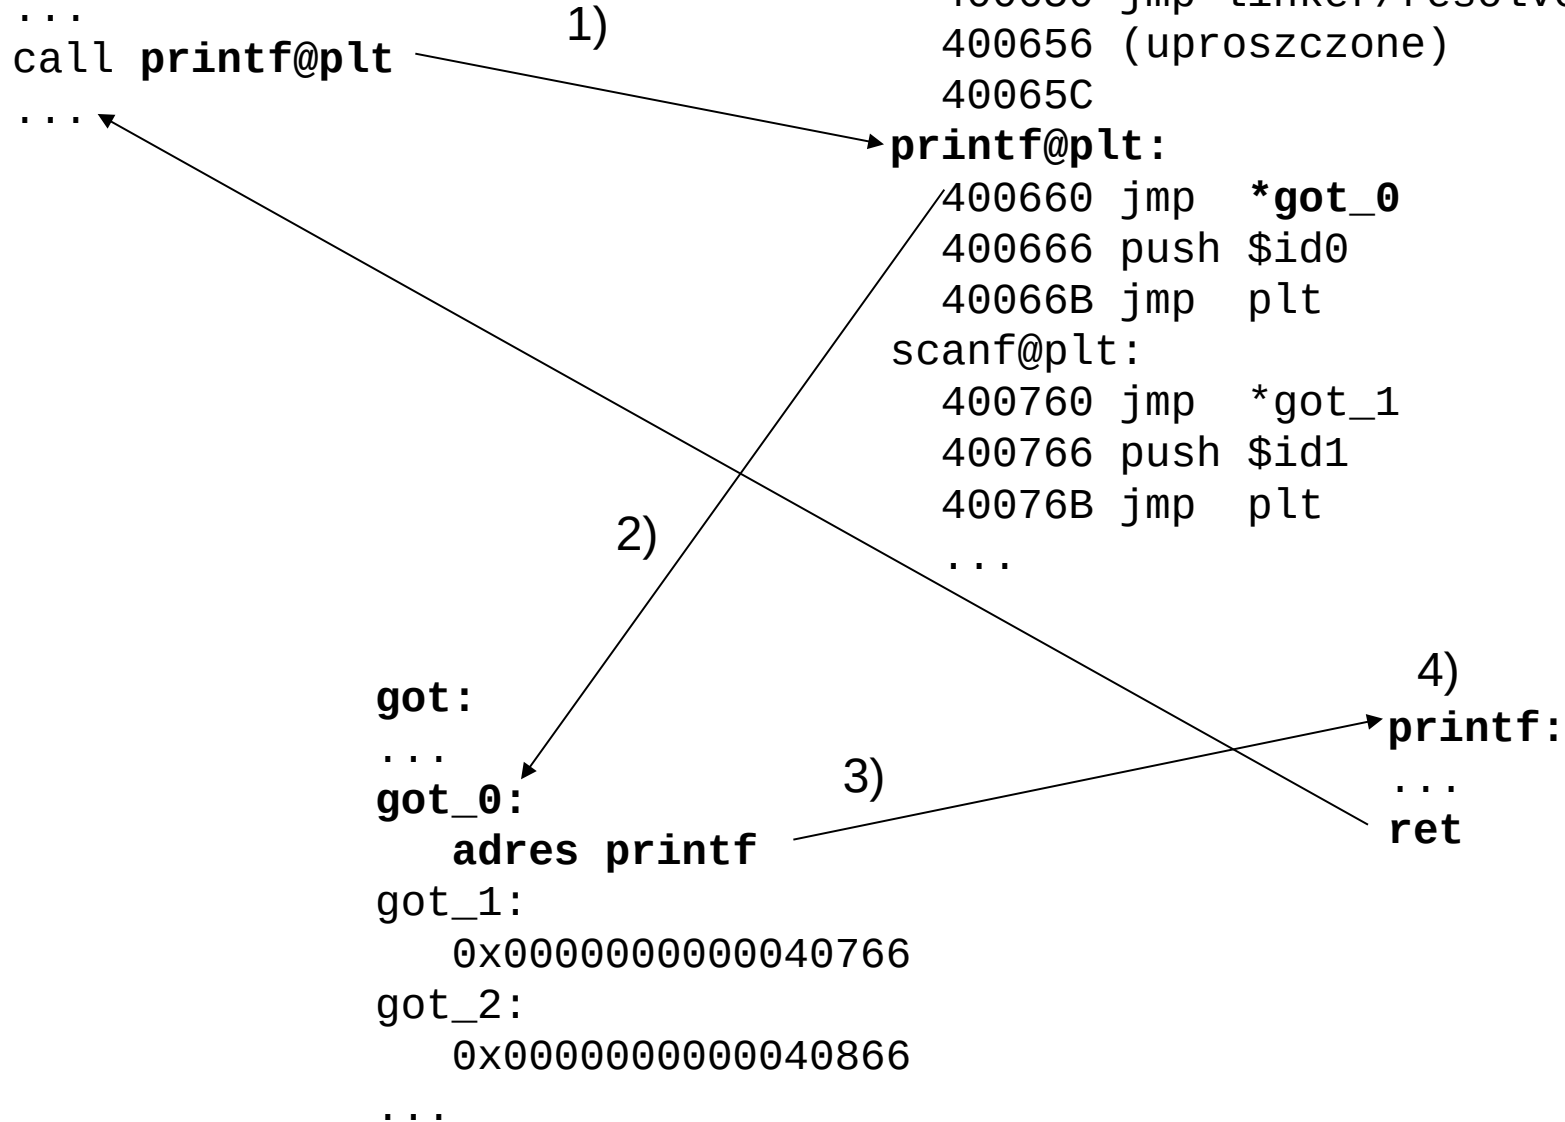 ...
call printf@plt
...
1)
400656 (uproszczone)
40065C
printf@plt:
400660 jmp *got_0
400666 push $id0
40066B jmp plt
scanf@plt:
400760 jmp *got_1
400766 push $id1
40076B jmp plt
...
2)
got:
...
got_0:
adres printf
got_1:
0x0000000000040766
got_2:
0x0000000000040866
...
3)
4)
printf:
...
ret